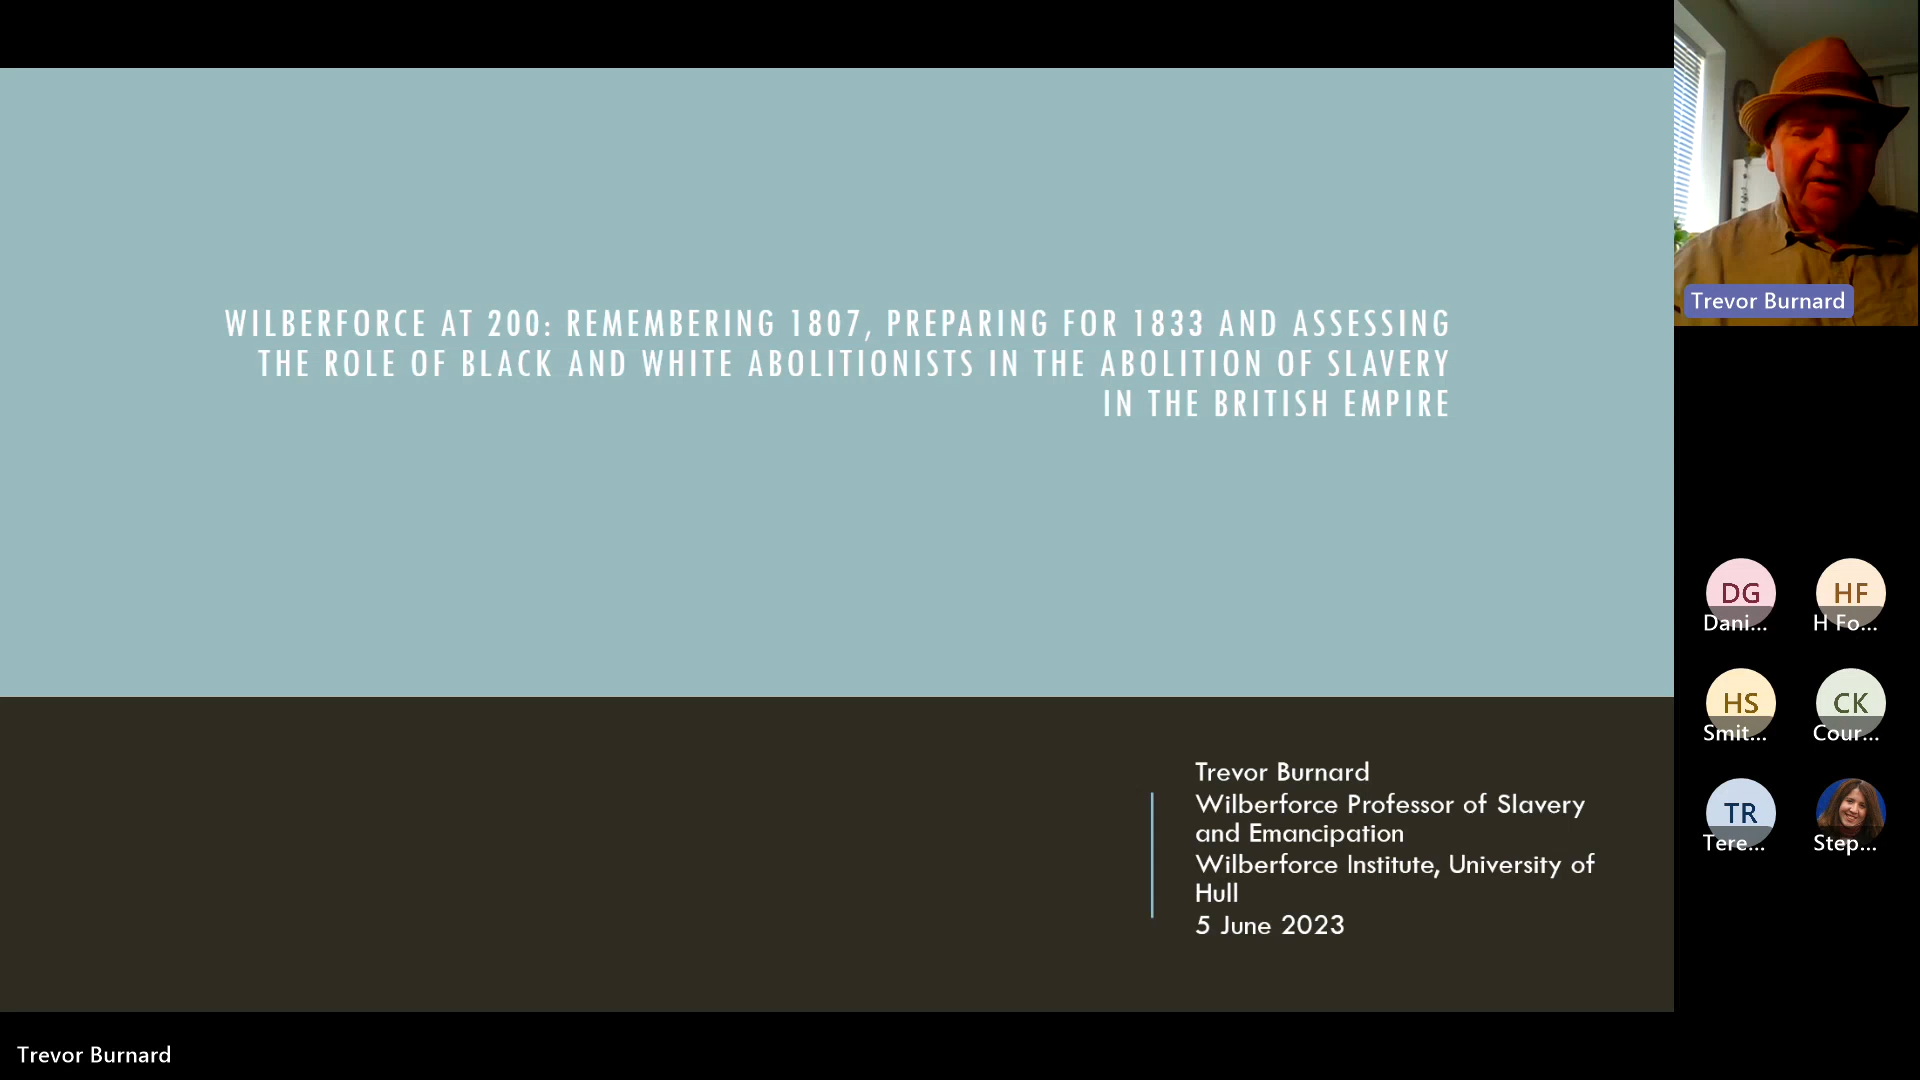 WILBERFORCE AT 200: REMEMBERING 1807, PREPARING FOR 1833 AND ASSESSING
THE ROLE OF BLACK AND WHITE ABOLITIONISTS IN THE ABOLITION OF SLAVERY
IN THE BRITISH EMPIRE
Trevor Burnard
Wilberforce Professor of Slavery
and Emancipation
Wilberforce Institute, University of
Hull
5 June 2023
Trevor Burnard
DG
Dani...
HF
H Fo...
HS
Smit...
CK
Cour...
TR
Tere...
Step...
Trevor Burnard